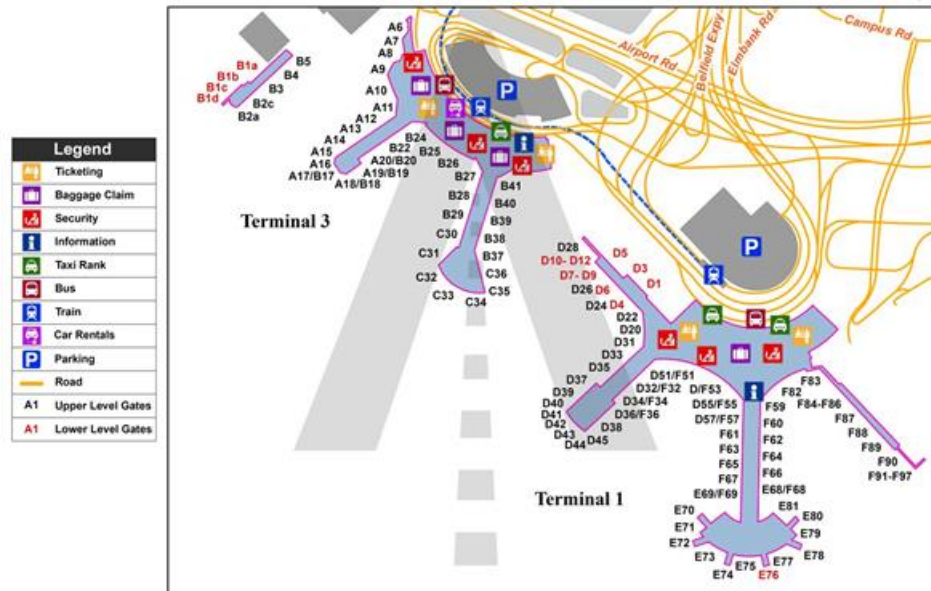 Legend
Ticketing
Baggage Claim
Security
Information
Taxi Rank
Bus
Train
Car Rentals
P
Parking
Road
A1 Upper Level Gates
A1 Lower Level Gates
Airport Rd
Belfield Expy
Elmbank Rd
Campus Rd
P
P
Terminal 3
A6
A7
A8
A9
A10
A11
A12
A13
A14
A15
A16
A17/B17
A18/B18
A19/B19
A20/B20
B22
B24
B25
B26
B27
B28
B29
C30
C31
C32
C33
C34
C35
C36
B37
B38
B39
B40
B41
B1a
B1b
B1c
B1d
B2a
B2c
B3
B4
B5
Terminal 1
D28
D10- D12
D7- D9
D26
D6
D24
D4
D5
D3
D1
D22
D20
D31
D33
D35
D37
D39
D40
D41
D42
D43
D44
D45
D38
D36/F36
D34/F34
D32/F32
D51/F51
D/F53
D55/F55
D57/F57
F61
F63
F65
F67
E69/F69
E70
E71
E72
E73
E74
E75
E76
E77
E78
E79
E80
E81
E68/F68
F66
F64
F62
F60
F59
F82
F83
F84-F86
F87
F88
F89
F90
F91-F97